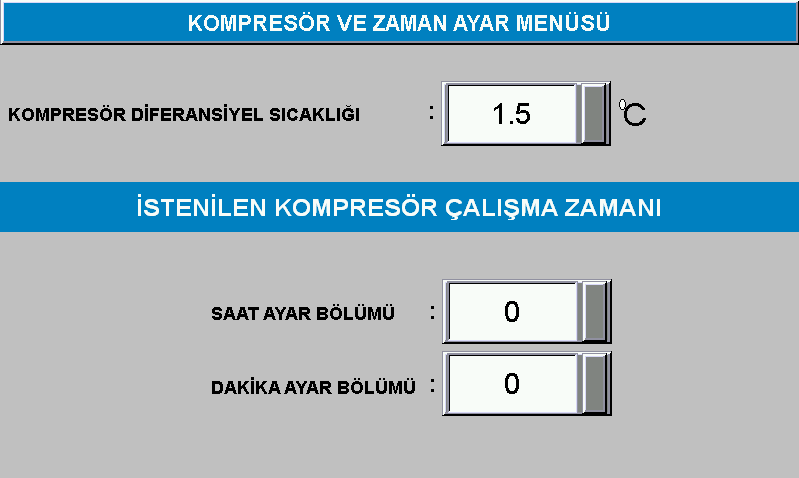 KOMPRESÖR VE ZAMAN AYAR MENÜSÜ
KOMPRESÖR DİFERANSİYEL SICAKLIĞI : 1.5 °C
İSTENİLEN KOMPRESÖR ÇALIŞMA ZAMANI
SAAT AYAR BÖLÜMÜ : 0
DAKİKA AYAR BÖLÜMÜ : 0